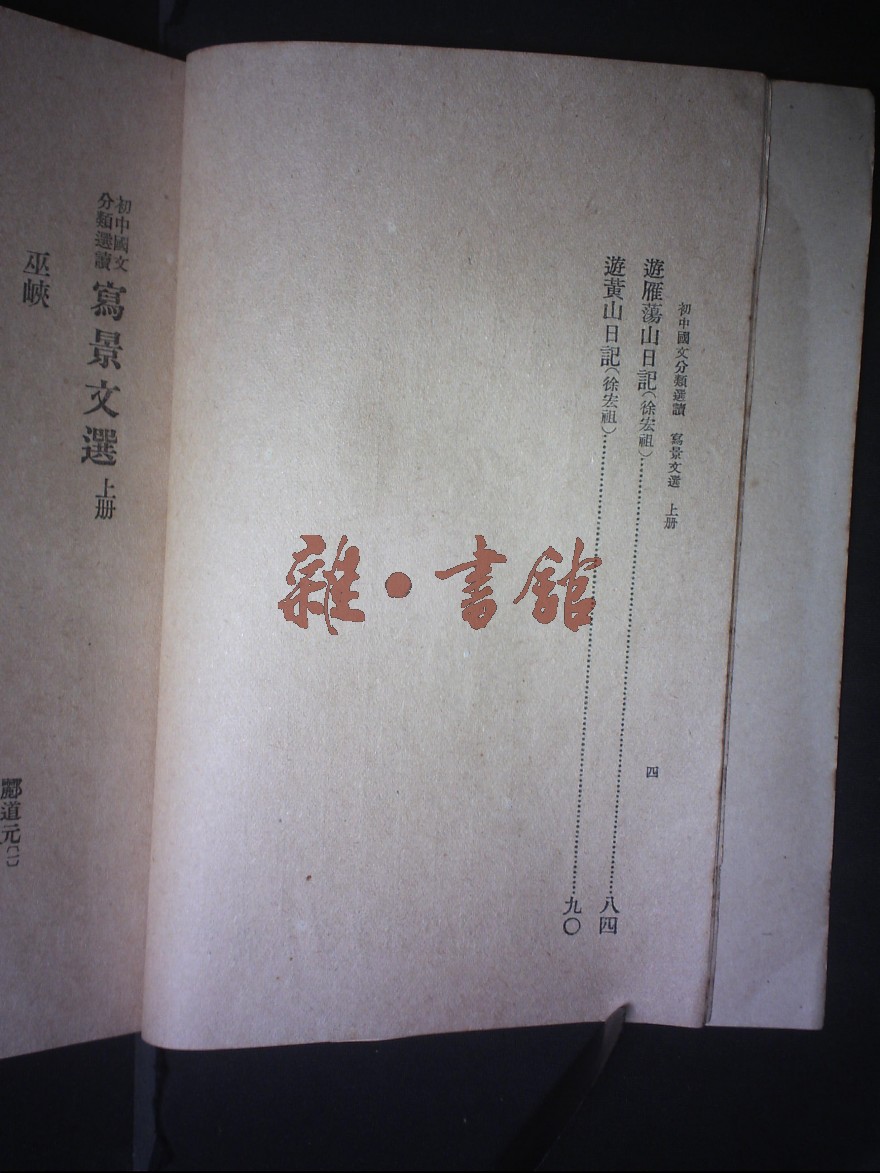 初中國文分類選讀 寫景文選 上册
四
遊雁蕩山日記(徐宏祖)……八四
遊黃山日記(徐宏祖)……九〇
雜•書館
初中國文
分類選讀
寫景文選 上册
巫峽
酈道元〔一〕